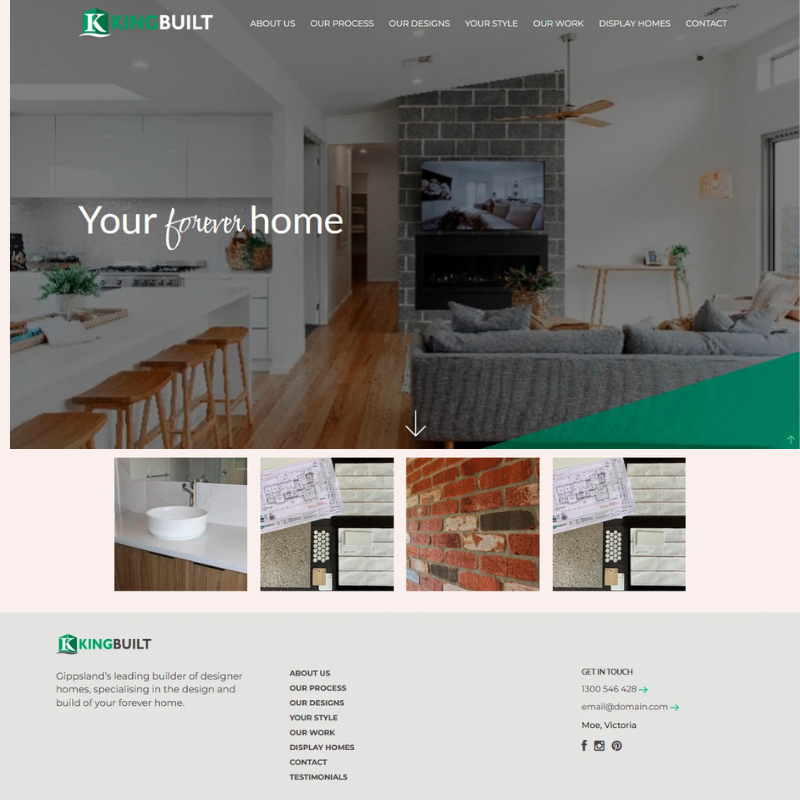 KINGBUILT
ABOUT US OUR PROCESS OUR DESIGNS YOUR STYLE OUR WORK DISPLAY HOMES CONTACT
Your forever home
KINGBUILT
Gippsland's leading builder of designer
homes, specialising in the design and
build of your forever home.
ABOUT US
OUR PROCESS
OUR DESIGNS
YOUR STYLE
OUR WORK
DISPLAY HOMES
CONTACT
TESTIMONIALS
GET IN TOUCH
1300 546 428
email@domain.com
Moe, Victoria